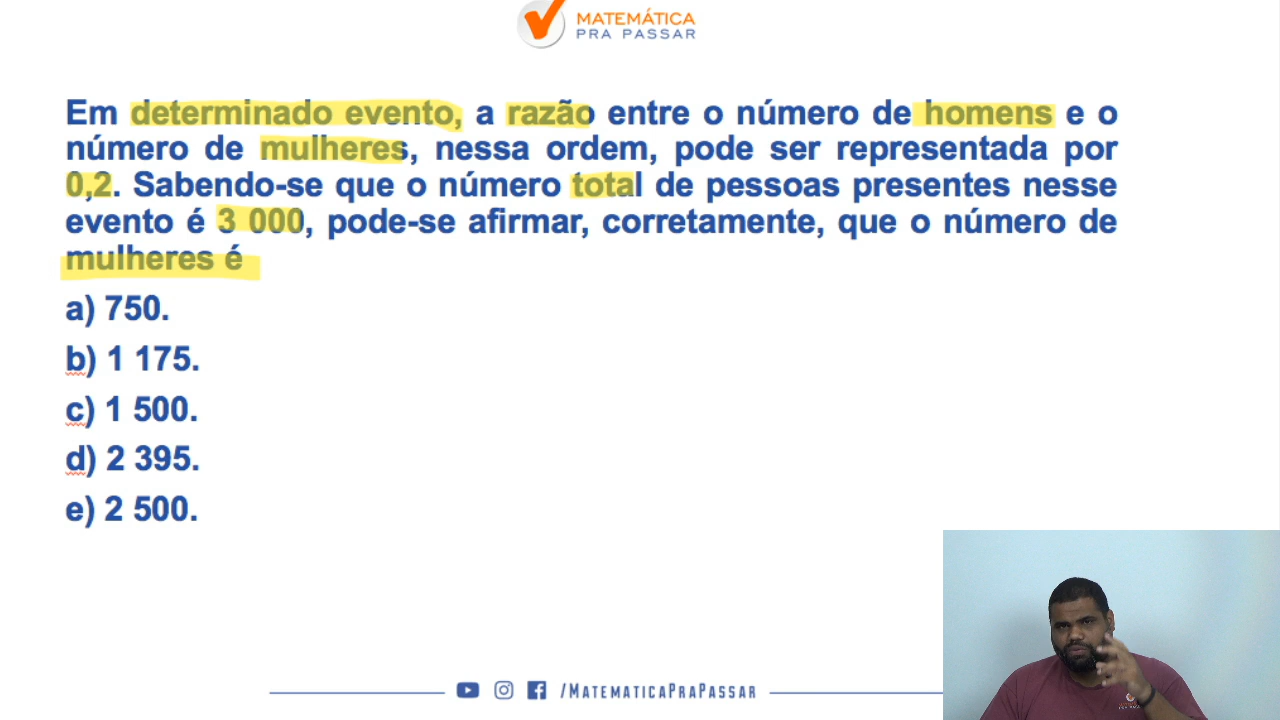 MATEMÁTICA
PRA PASSAR
Em determinado evento, a razão entre o número de homens e o
número de mulheres, nessa ordem, pode ser representada por
0,2. Sabendo-se que o número total de pessoas presentes nesse
evento é 3 000, pode-se afirmar, corretamente, que o número de
mulheres é
a) 750.
b) 1 175.
c) 1 500.
d) 2 395.
e) 2 500.
/MATEMATICAPRAPASSAR